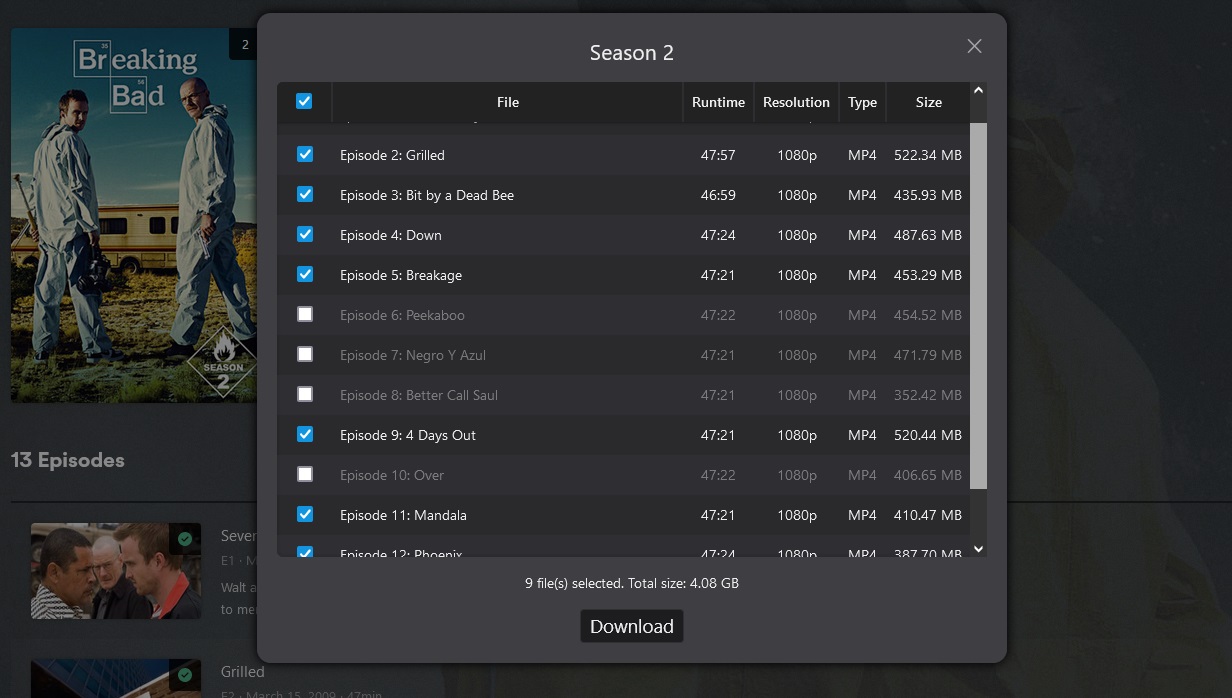 35
Breaking
56
Bad
2
SEASON
2
13 Episodes
Sever
E1 · M
Walt a
to mer
Grilled
E2 · March 15, 2009 · 47min
Season 2
File Runtime Resolution Type Size
Episode 2: Grilled 47:57 1080p MP4 522.34 MB
Episode 3: Bit by a Dead Bee 46:59 1080p MP4 435.93 MB
Episode 4: Down 47:24 1080p MP4 487.63 MB
Episode 5: Breakage 47:21 1080p MP4 453.29 MB
Episode 6: Peekaboo 47:22 1080p MP4 454.52 MB
Episode 7: Negro Y Azul 47:21 1080p MP4 471.79 MB
Episode 8: Better Call Saul 47:21 1080p MP4 352.42 MB
Episode 9: 4 Days Out 47:21 1080p MP4 520.44 MB
Episode 10: Over 47:22 1080p MP4 406.65 MB
Episode 11: Mandala 47:21 1080p MP4 410.47 MB
Episode 12: Phoenix 47:24 1080p MP4 387.70 MB
9 file(s) selected. Total size: 4.08 GB
Download